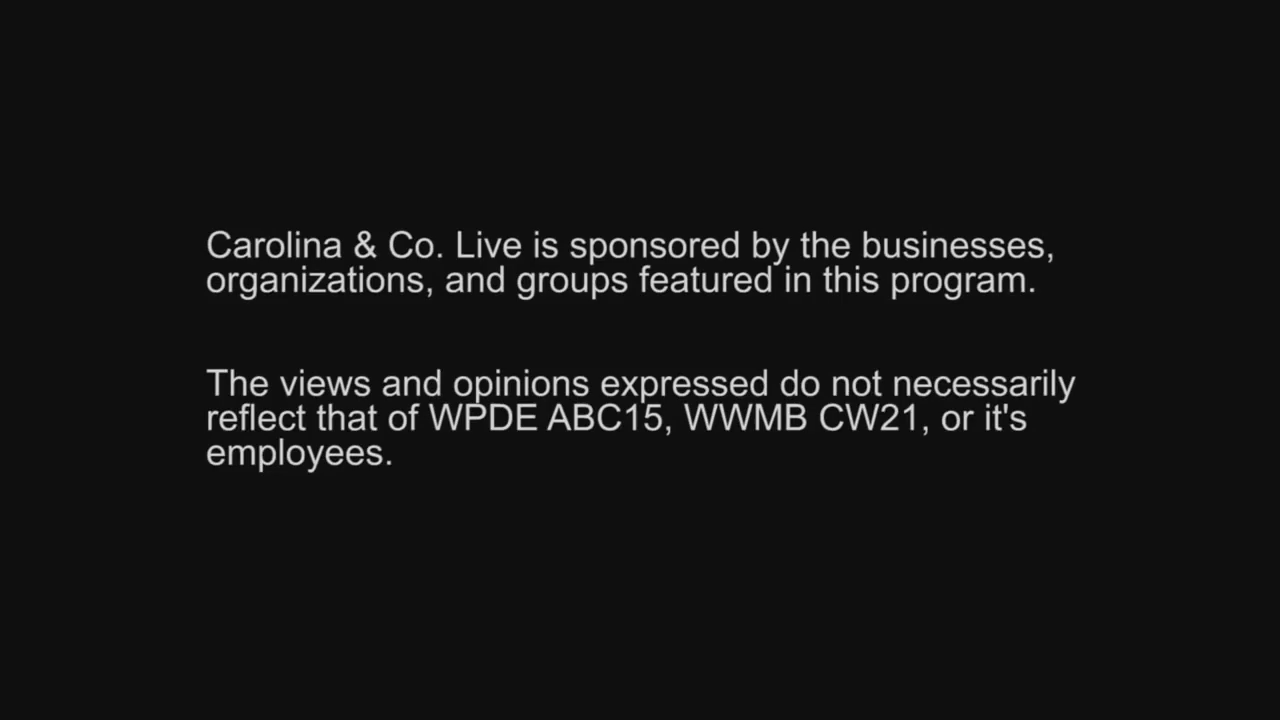 Carolina & Co. Live is sponsored by the businesses,
organizations, and groups featured in this program.
The views and opinions expressed do not necessarily
reflect that of WPDE ABC15, WWMB CW21, or it's
employees.